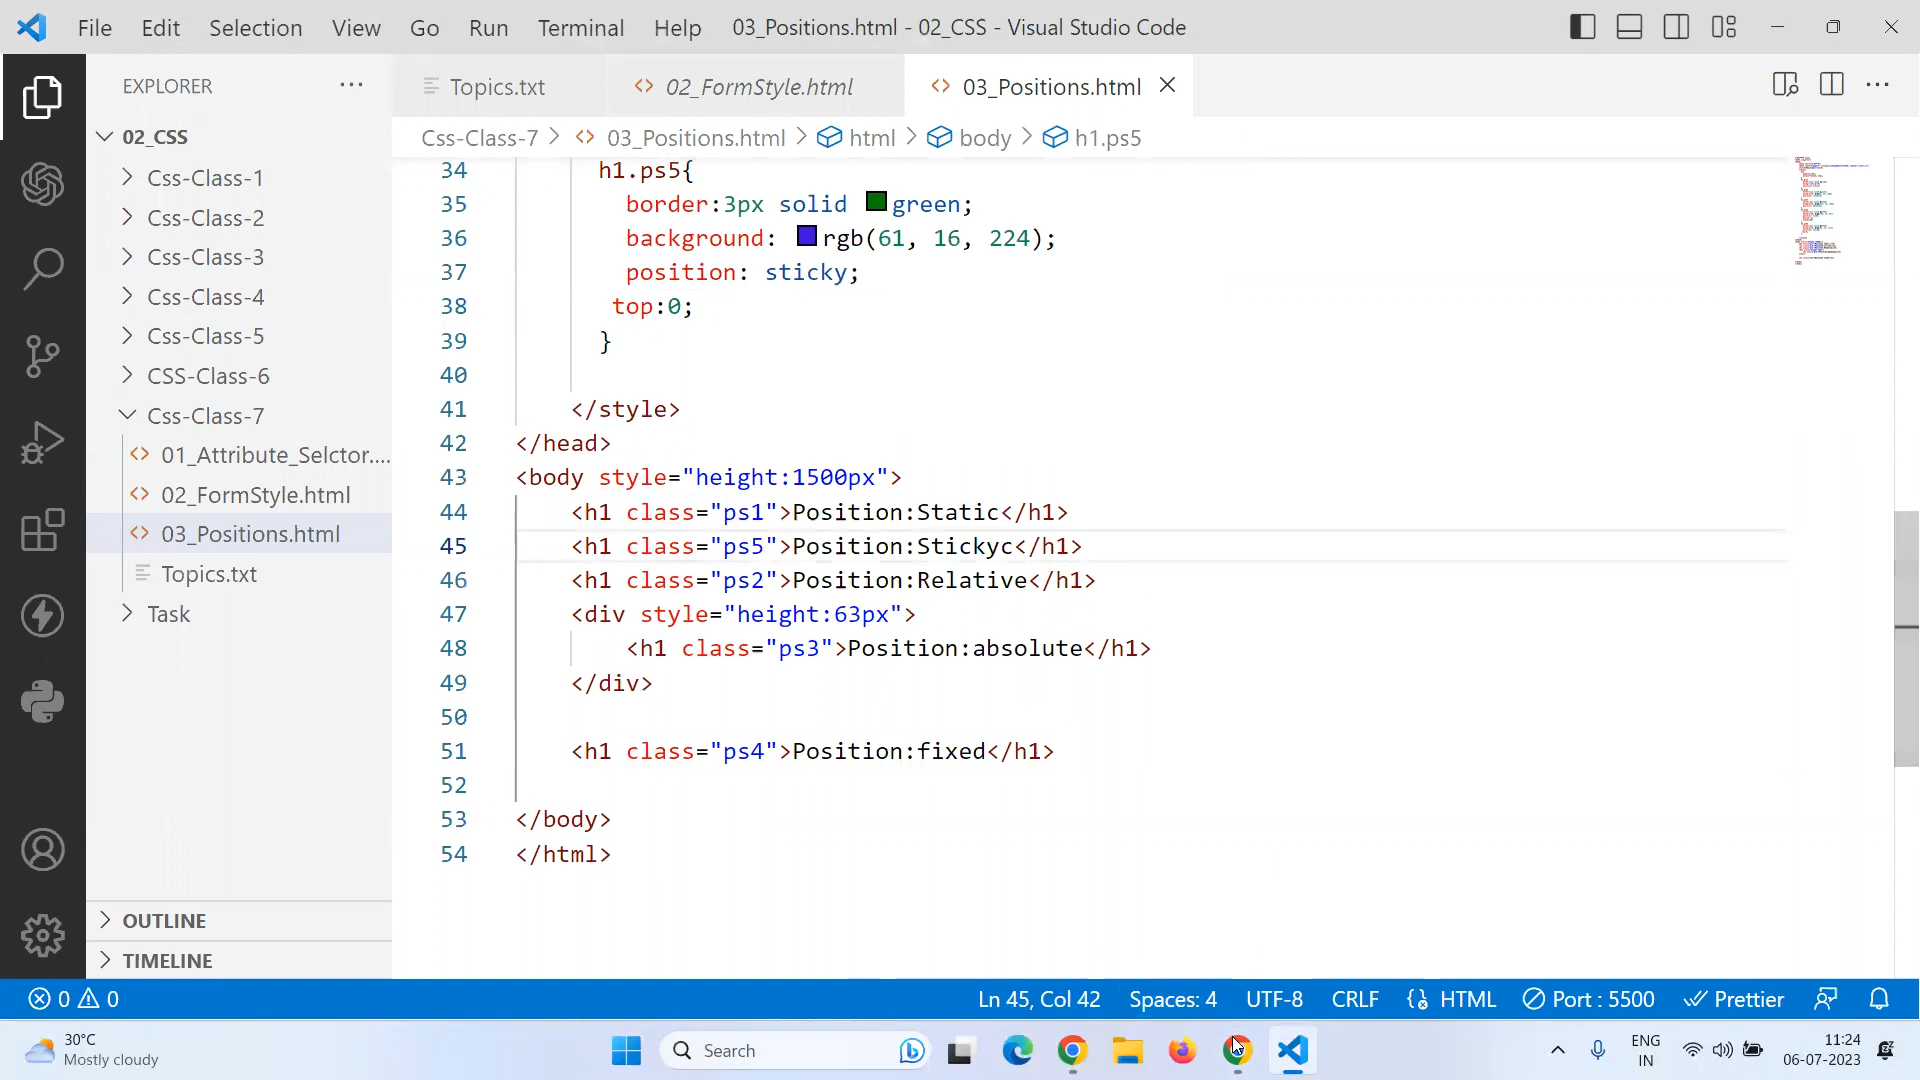 File Edit Selection View Go Run Terminal Help 03_Positions.html - 02_CSS - Visual Studio Code
EXPLORER
Topics.txt 02_FormStyle.html 03_Positions.html
02_CSS
Css-Class-7 > 03_Positions.html > html > body > h1.ps5
Css-Class-1
Css-Class-2
Css-Class-3
Css-Class-4
Css-Class-5
CSS-Class-6
Css-Class-7
01_Attribute_Selctor....
02_FormStyle.html
03_Positions.html
Topics.txt
Task
OUTLINE
TIMELINE
34 h1.ps5{
35 border:3px solid green;
36 background: rgb(61, 16, 224);
37 position: sticky;
38 top:0;
39 }
40
41 </style>
42 </head>
43 <body style="height:1500px">
44 <h1 class="ps1">Position:Static</h1>
45 <h1 class="ps5">Position:Stickyc</h1>
46 <h1 class="ps2">Position:Relative</h1>
47 <div style="height:63px">
48 <h1 class="ps3">Position:absolute</h1>
49 </div>
50
51 <h1 class="ps4">Position:fixed</h1>
52
53 </body>
54 </html>
0 0 Ln 45, Col 42 Spaces: 4 UTF-8 CRLF HTML Port : 5500 Prettier
30°C
Mostly cloudy
Search
ENG
IN
11:24
06-07-2023